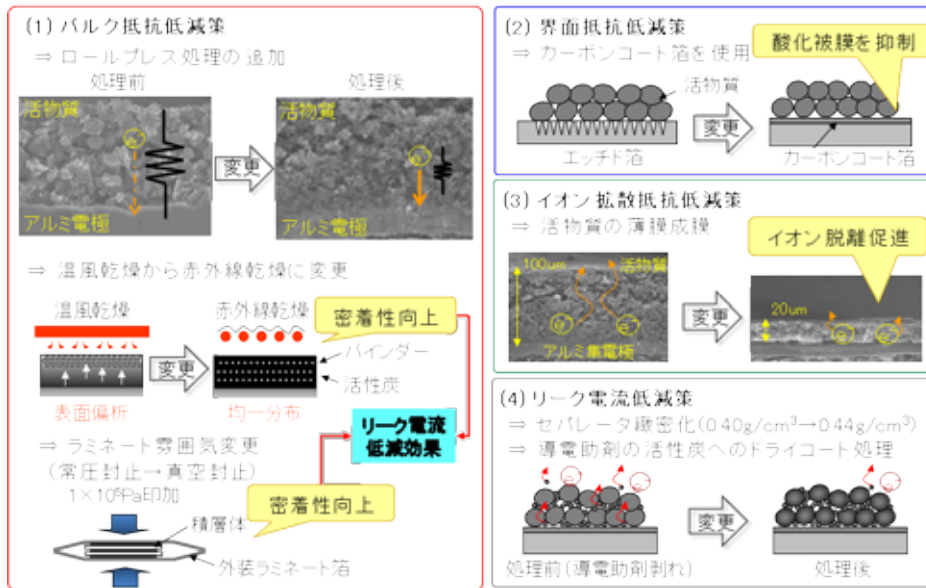 (1) バルク抵抗低減策
⇒ ロールプレス処理の追加
処理前
処理後
活物質
e⁻
アルミ電極
変更
活物質
e⁻
アルミ電極
⇒ 温風乾燥から赤外線乾燥に変更
温風乾燥
赤外線乾燥
密着性向上
変更
バインダー
活性炭
表面偏析
均一分布
リーク電流
低減効果
⇒ ラミネート雰囲気変更
(常圧封止→真空封止)
1×10⁵Pa印加
密着性向上
積層体
外装ラミネート箔
(2) 界面抵抗低減策
⇒ カーボンコート箔を使用
酸化被膜を抑制
活物質
変更
エッチド箔
カーボンコート箔
(3) イオン拡散抵抗低減策
⇒ 活物質の薄膜成膜
イオン脱離促進
100um
活物質
e⁻
e⁻
アルミ集電極
変更
20um
e⁻
e⁻
(4) リーク電流低減策
⇒ セパレータ緻密化(0.40g/cm³→0.44g/cm³)
⇒ 導電助剤の活性炭へのドライコート処理
変更
処理前(導電助剤剥れ)
処理後